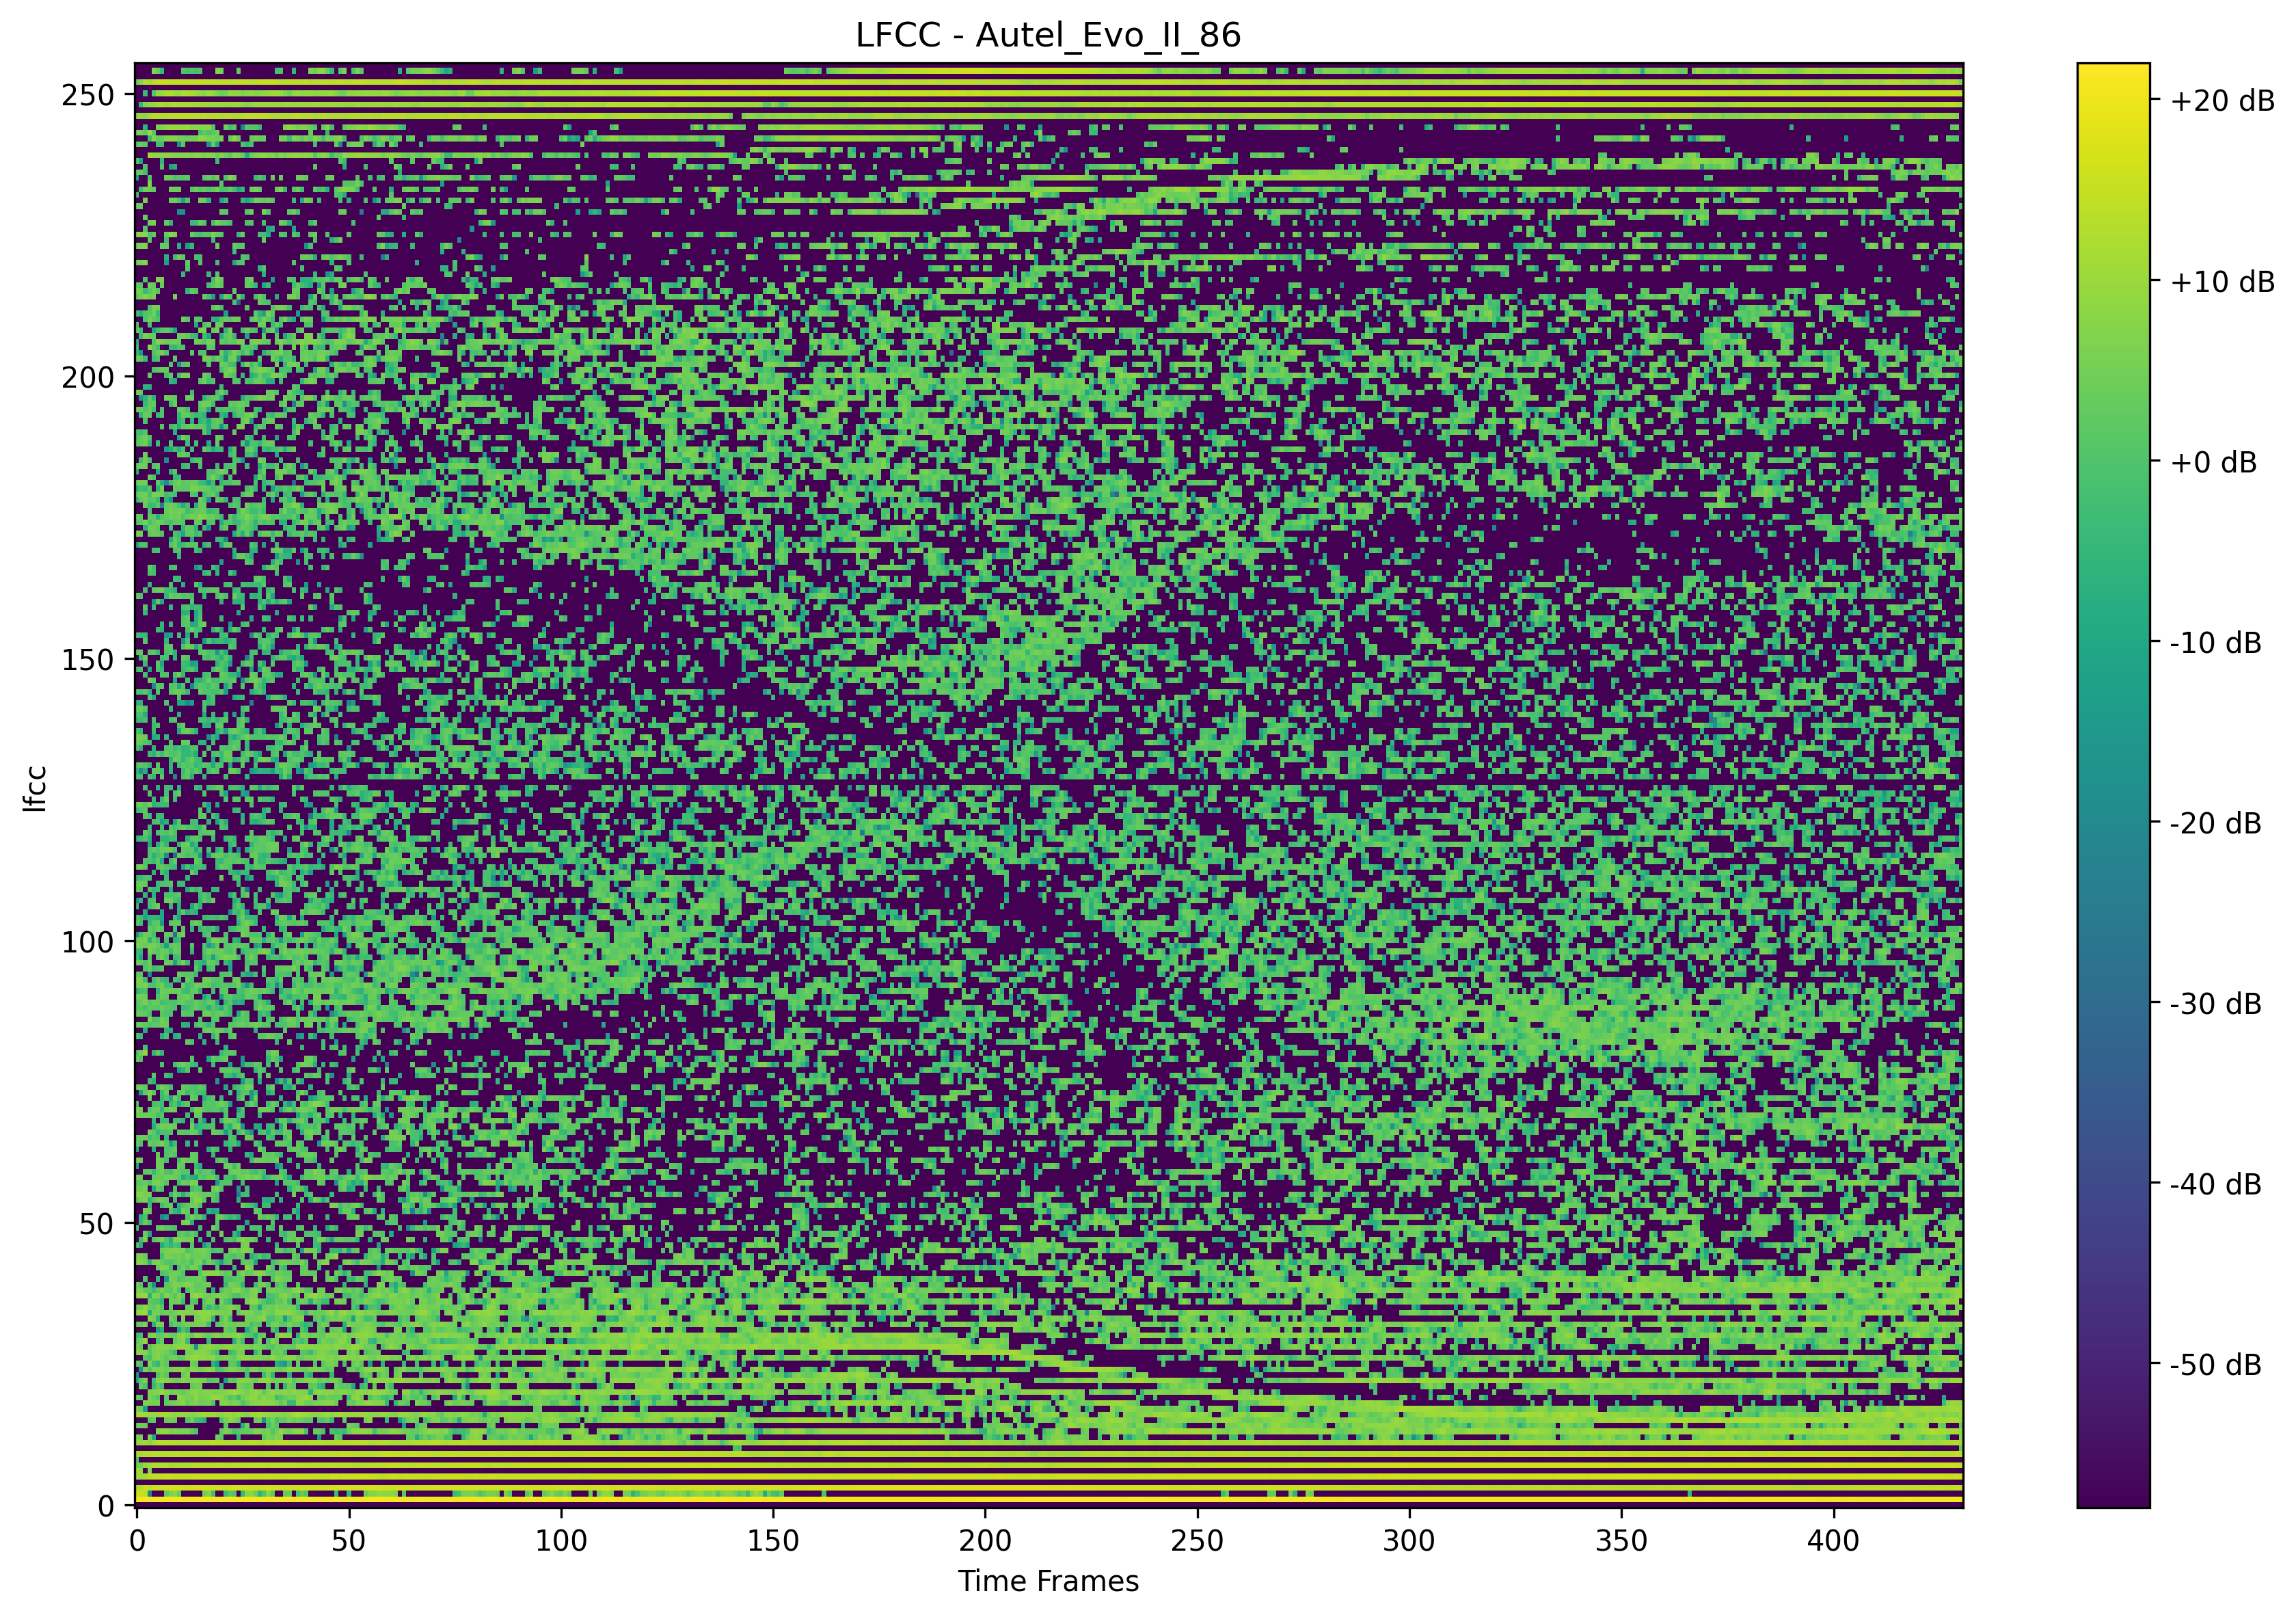 LFCC - Autel_Evo_II_86
250
200
150
100
50
0
lfcc
0 50 100 150 200 250 300 350 400
Time Frames
+20 dB
+10 dB
+0 dB
-10 dB
-20 dB
-30 dB
-40 dB
-50 dB